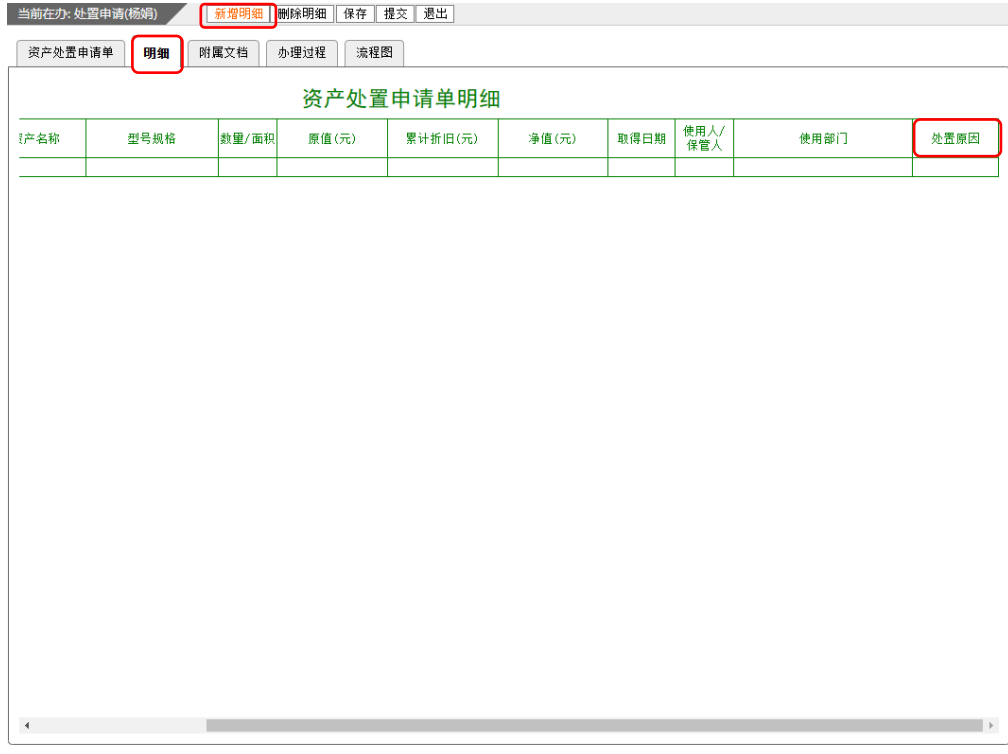 当前在办: 处置申请(杨娟) 新增明细 删除明细 保存 提交 退出
资产处置申请单 明细 附属文档 办理过程 流程图
资产处置申请单明细
资产名称 型号规格 数量/面积 原值(元) 累计折旧(元) 净值(元) 取得日期 使用人/保管人 使用部门 处置原因